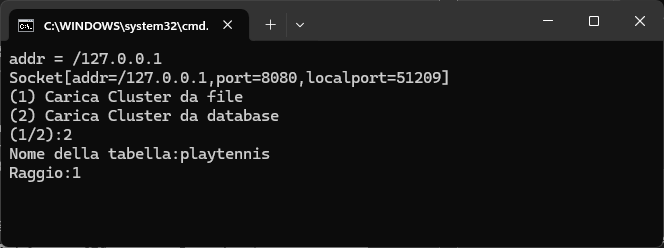 C:\WINDOWS\system32\cmd.
addr = /127.0.0.1
Socket[addr=/127.0.0.1,port=8080,localport=51209]
(1) Carica Cluster da file
(2) Carica Cluster da database
(1/2):2
Nome della tabella:playtennis
Raggio:1